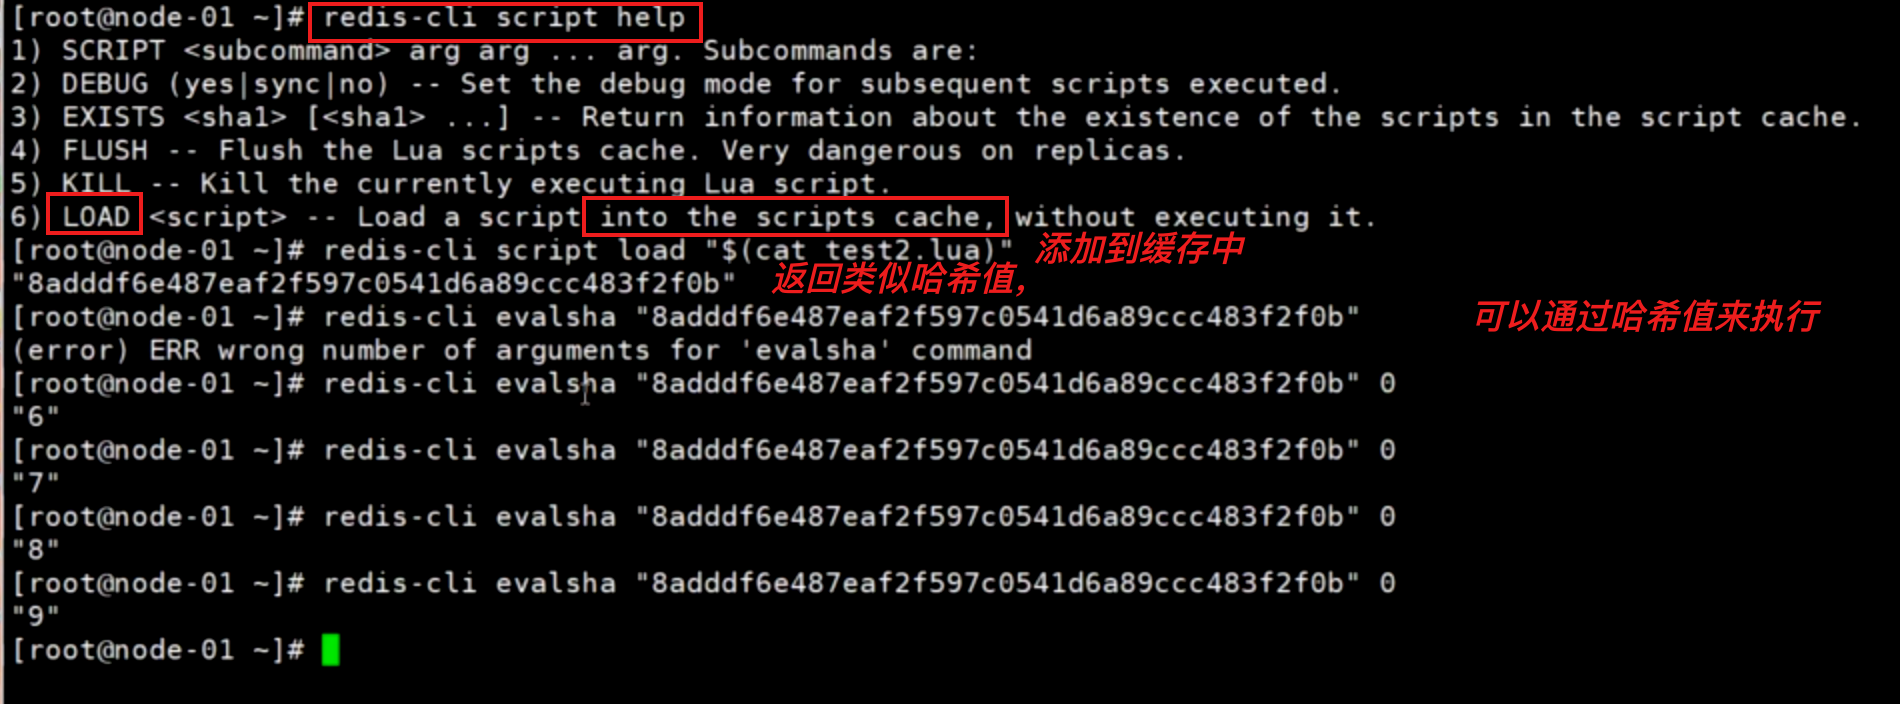 [root@node-01 ~]# redis-cli script help
1) SCRIPT <subcommand> arg arg ... arg. Subcommands are:
2) DEBUG (yes|sync|no) -- Set the debug mode for subsequent scripts executed.
3) EXISTS <sha1> [<sha1> ...] -- Return information about the existence of the scripts in the script cache.
4) FLUSH -- Flush the Lua scripts cache. Very dangerous on replicas.
5) KILL -- Kill the currently executing Lua script.
6) LOAD <script> -- Load a script into the scripts cache, without executing it.
[root@node-01 ~]# redis-cli script load "$(cat test2.lua)" 添加到缓存中
"8adddf6e487eaf2f597c0541d6a89ccc483f2f0b" 返回类似哈希值，
[root@node-01 ~]# redis-cli evalsha "8adddf6e487eaf2f597c0541d6a89ccc483f2f0b" 可以通过哈希值来执行
(error) ERR wrong number of arguments for 'evalsha' command
[root@node-01 ~]# redis-cli evalsha "8adddf6e487eaf2f597c0541d6a89ccc483f2f0b" 0
"6"
[root@node-01 ~]# redis-cli evalsha "8adddf6e487eaf2f597c0541d6a89ccc483f2f0b" 0
"7"
[root@node-01 ~]# redis-cli evalsha "8adddf6e487eaf2f597c0541d6a89ccc483f2f0b" 0
"8"
[root@node-01 ~]# redis-cli evalsha "8adddf6e487eaf2f597c0541d6a89ccc483f2f0b" 0
"9"
[root@node-01 ~]#